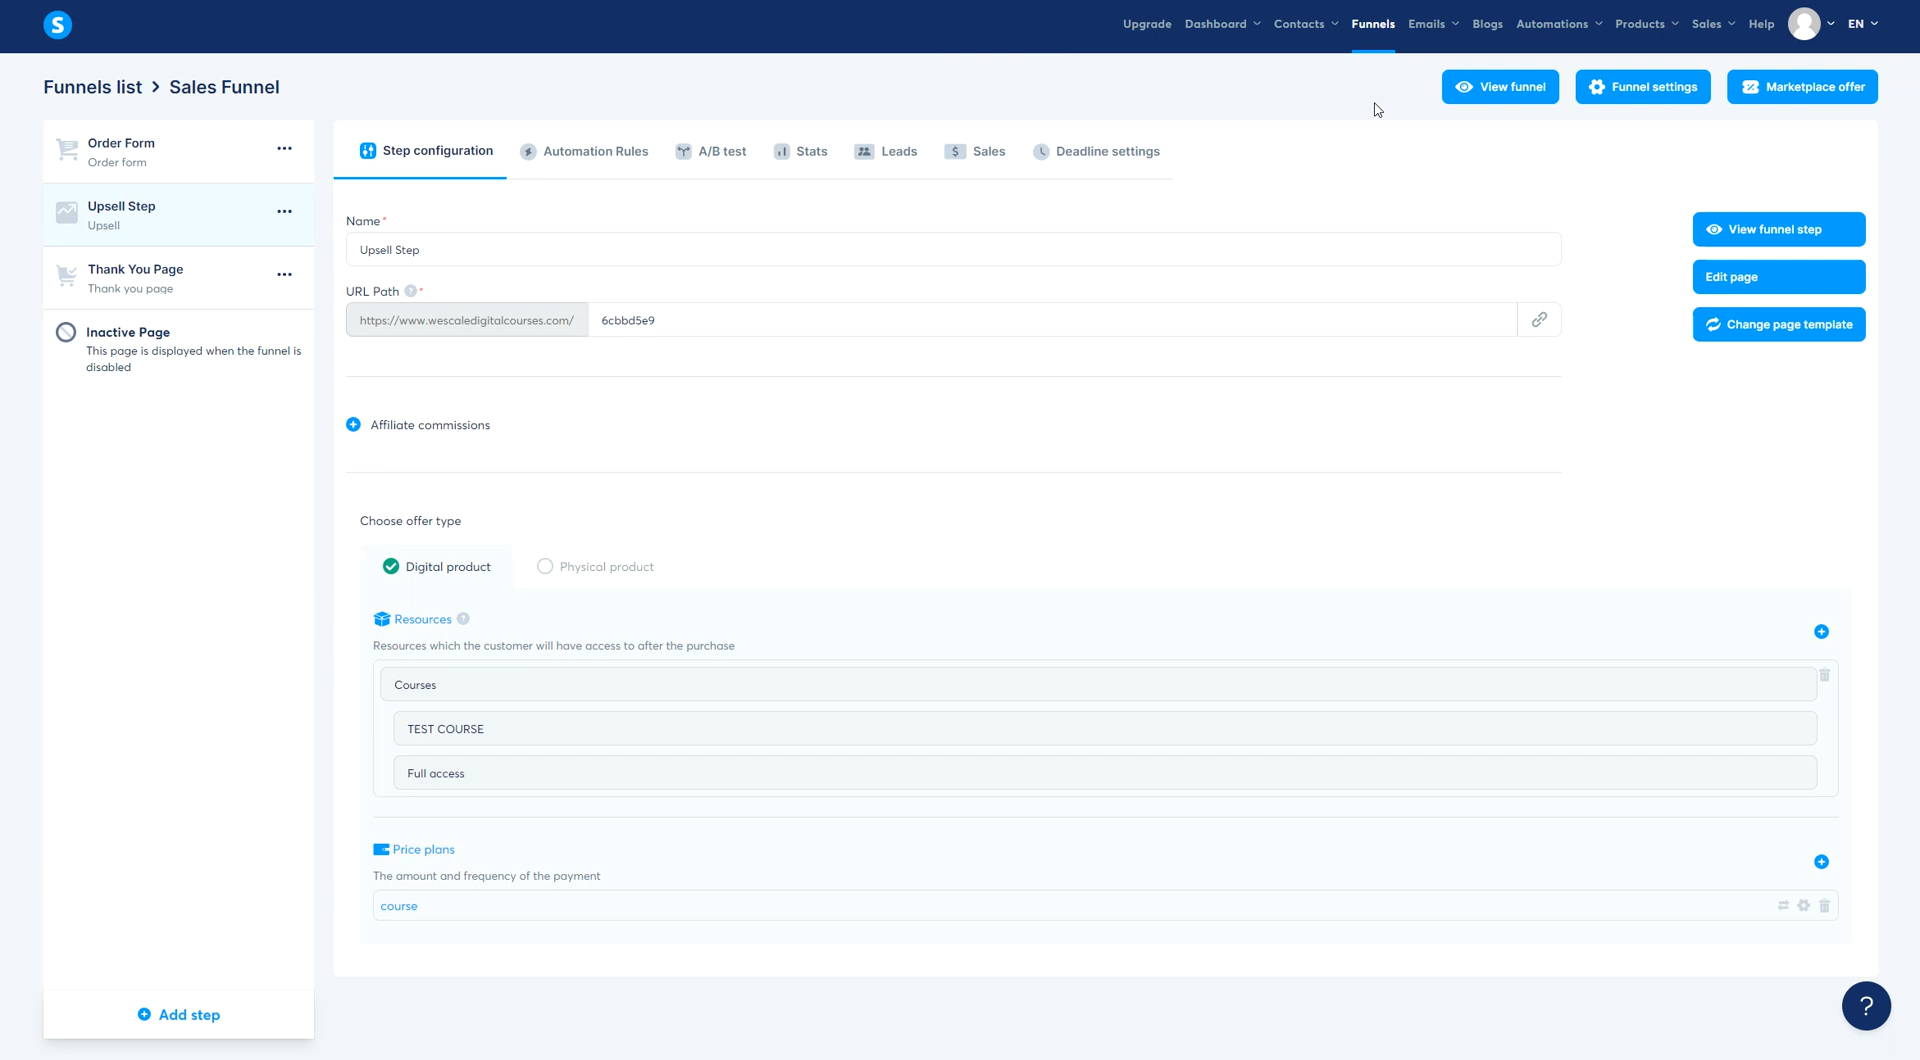 S
Upgrade Dashboard Contacts Funnels Emails Blogs Automations Products Sales Help EN
Funnels list > Sales Funnel
View funnel Funnel settings Marketplace offer
Order Form
Order form
Upsell Step
Upsell
Thank You Page
Thank you page
Inactive Page
This page is displayed when the funnel is
disabled
Add step
Step configuration Automation Rules A/B test Stats Leads $ Sales Deadline settings
Name*
Upsell Step
URL Path ? *
https://www.wescaledigitalcourses.com/ 6cbbd5e9
View funnel step
Edit page
Change page template
Affiliate commissions
Choose offer type
Digital product Physical product
Resources ?
Resources which the customer will have access to after the purchase
Courses
TEST COURSE
Full access
Price plans
The amount and frequency of the payment
course
?